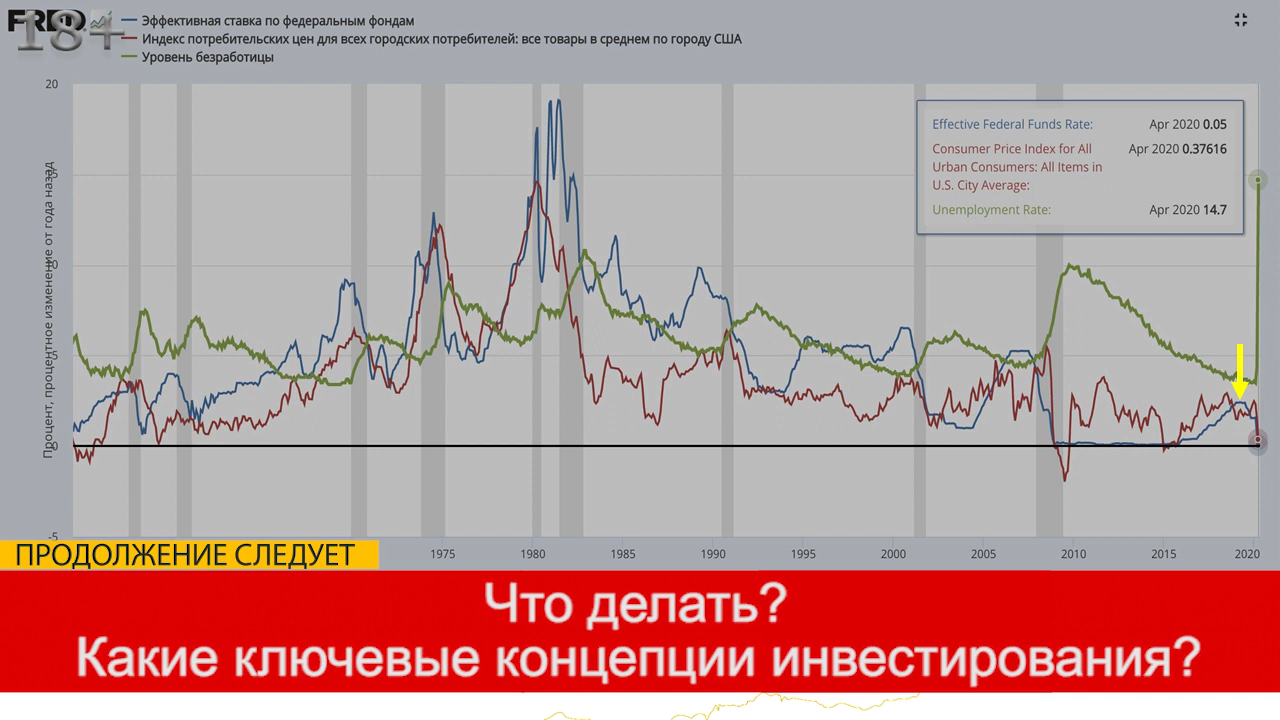 FRED
18+
Эффективная ставка по федеральным фондам
Индекс потребительских цен для всех городских потребителей: все товары в среднем по городу США
Уровень безработицы
Процент, процентное изменение от года назад
20
15
10
5
0
-5
Effective Federal Funds Rate: Apr 2020 0.05
Consumer Price Index for All Apr 2020 0.37616
Urban Consumers: All Items in
U.S. City Average:
Unemployment Rate: Apr 2020 14.7
1975 1980 1985 1990 1995 2000 2005 2010 2015 2020
ПРОДОЛЖЕНИЕ СЛЕДУЕТ
Что делать?
Какие ключевые концепции инвестирования?